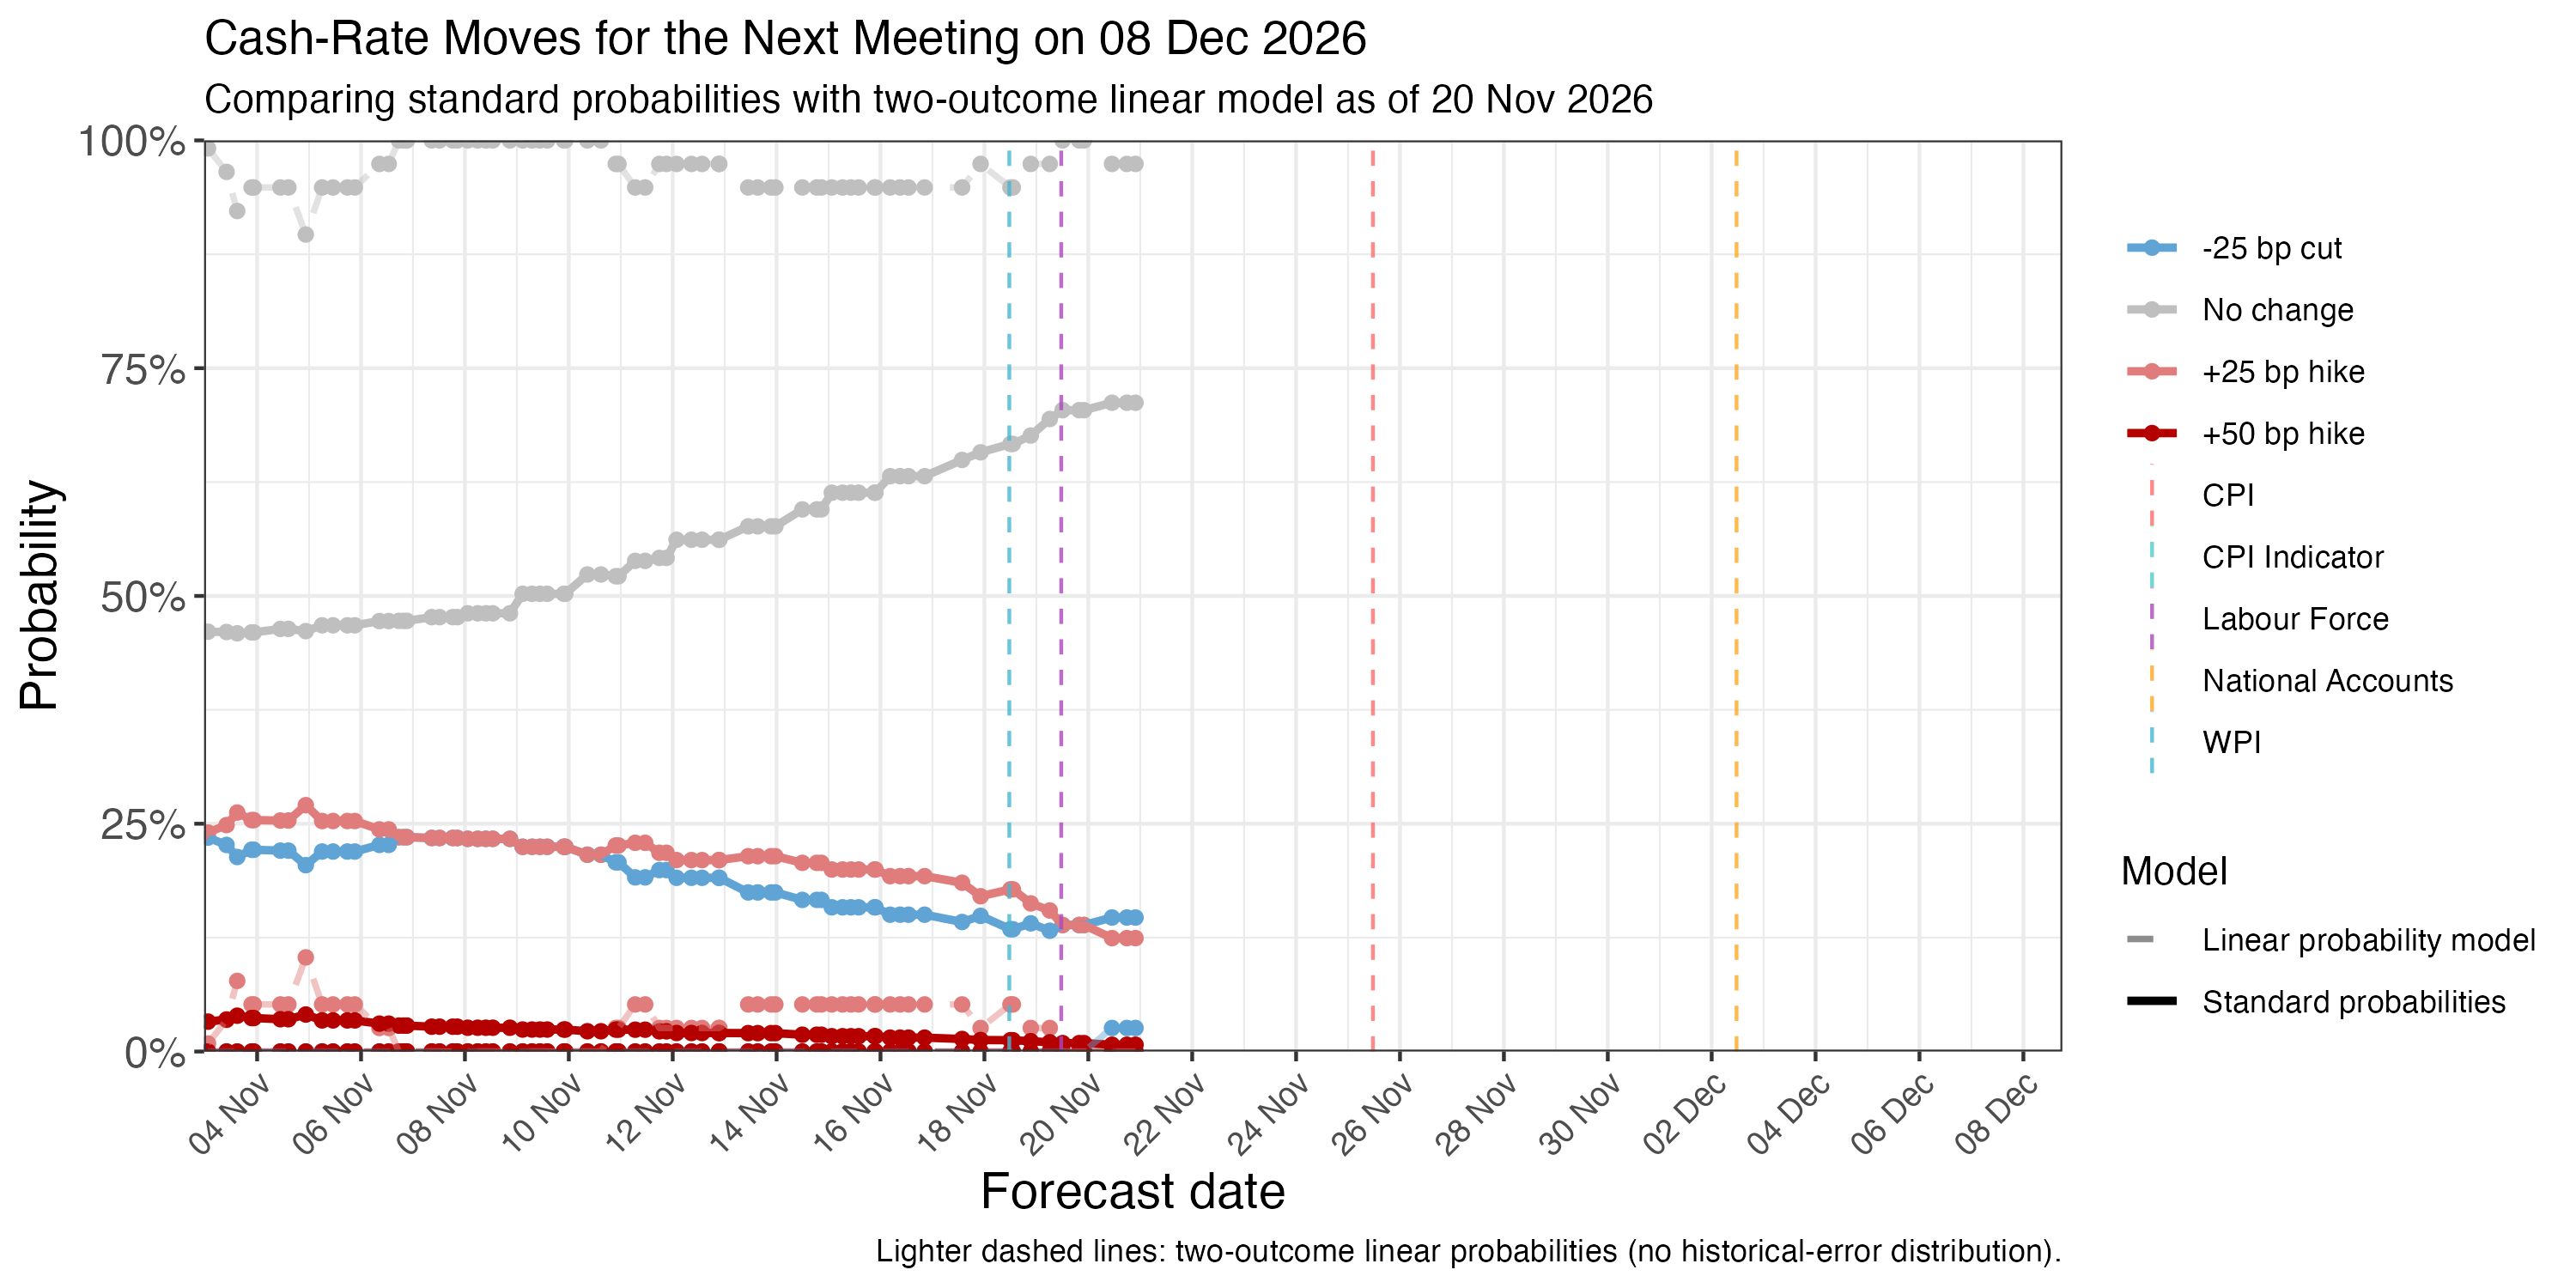 Cash-Rate Moves for the Next Meeting on 08 Dec 2026
Comparing standard probabilities with two-outcome linear model as of 20 Nov 2026
Probability
100%
75%
50%
25%
0%
04 Nov
06 Nov
08 Nov
10 Nov
12 Nov
14 Nov
16 Nov
18 Nov
20 Nov
22 Nov
24 Nov
26 Nov
28 Nov
30 Nov
02 Dec
04 Dec
06 Dec
08 Dec
Forecast date
-25 bp cut
No change
+25 bp hike
+50 bp hike
CPI
CPI Indicator
Labour Force
National Accounts
WPI
Model
Linear probability model
Standard probabilities
Lighter dashed lines: two-outcome linear probabilities (no historical-error distribution).